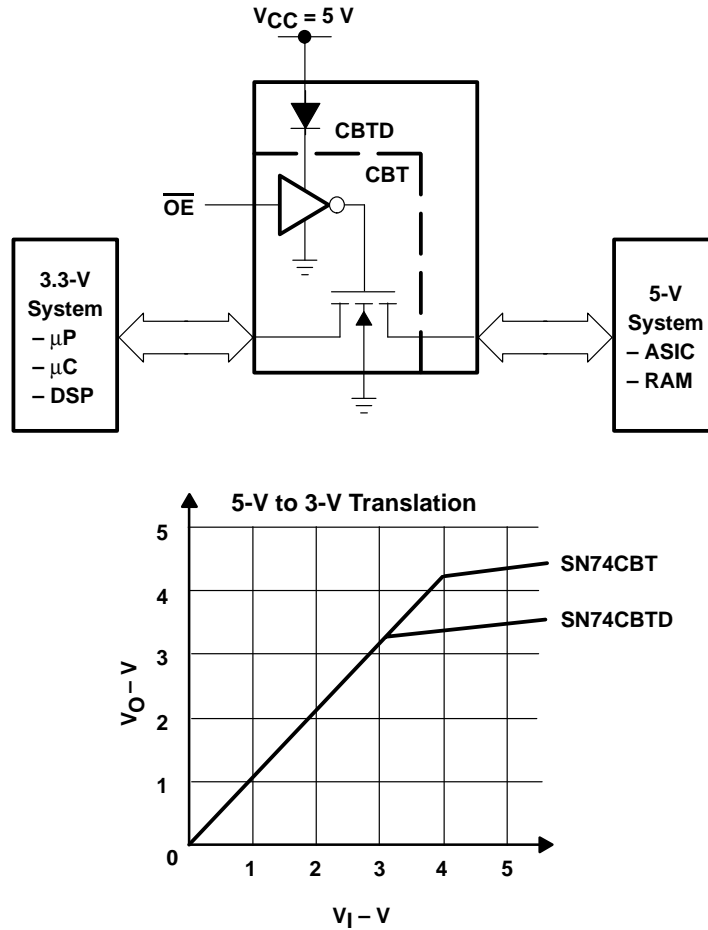 VCC = 5 V
CBTD
CBT
OE
3.3-V
System
– μP
– μC
– DSP
5-V
System
– ASIC
– RAM
5-V to 3-V Translation
5
4
3
2
1
0
1 2 3 4 5
VO – V
VI – V
SN74CBT
SN74CBTD